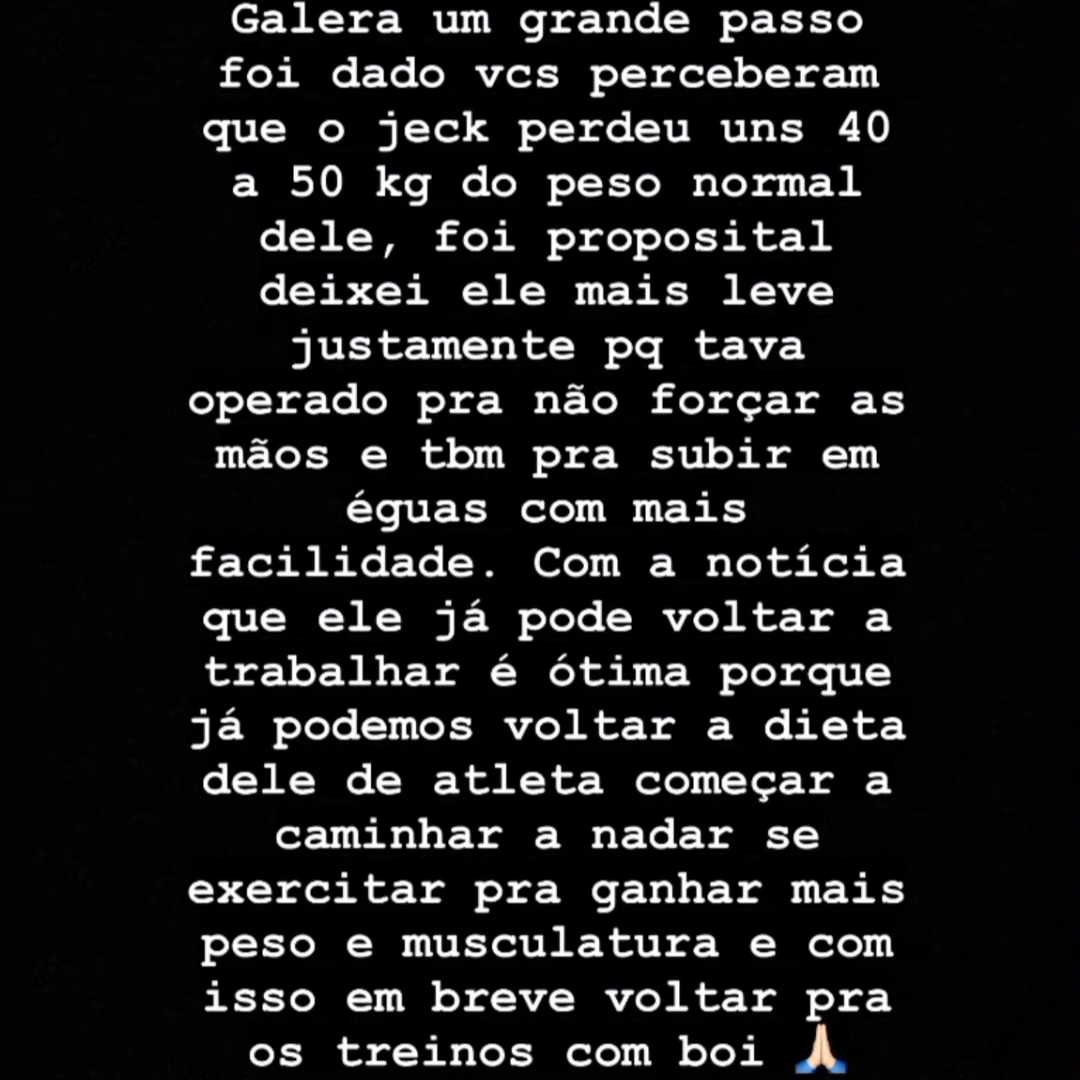 Galera um grande passo
foi dado vcs perceberam
que o jeck perdeu uns 40
a 50 kg do peso normal
dele, foi proposital
deixei ele mais leve
justamente pq tava
operado pra não forçar as
mãos e tbm pra subir em
éguas com mais
facilidade. Com a notícia
que ele já pode voltar a
trabalhar é ótima porque
já podemos voltar a dieta
dele de atleta começar a
caminhar a nadar se
exercitar pra ganhar mais
peso e musculatura e com
isso em breve voltar pra
os treinos com boi 🙏🏻